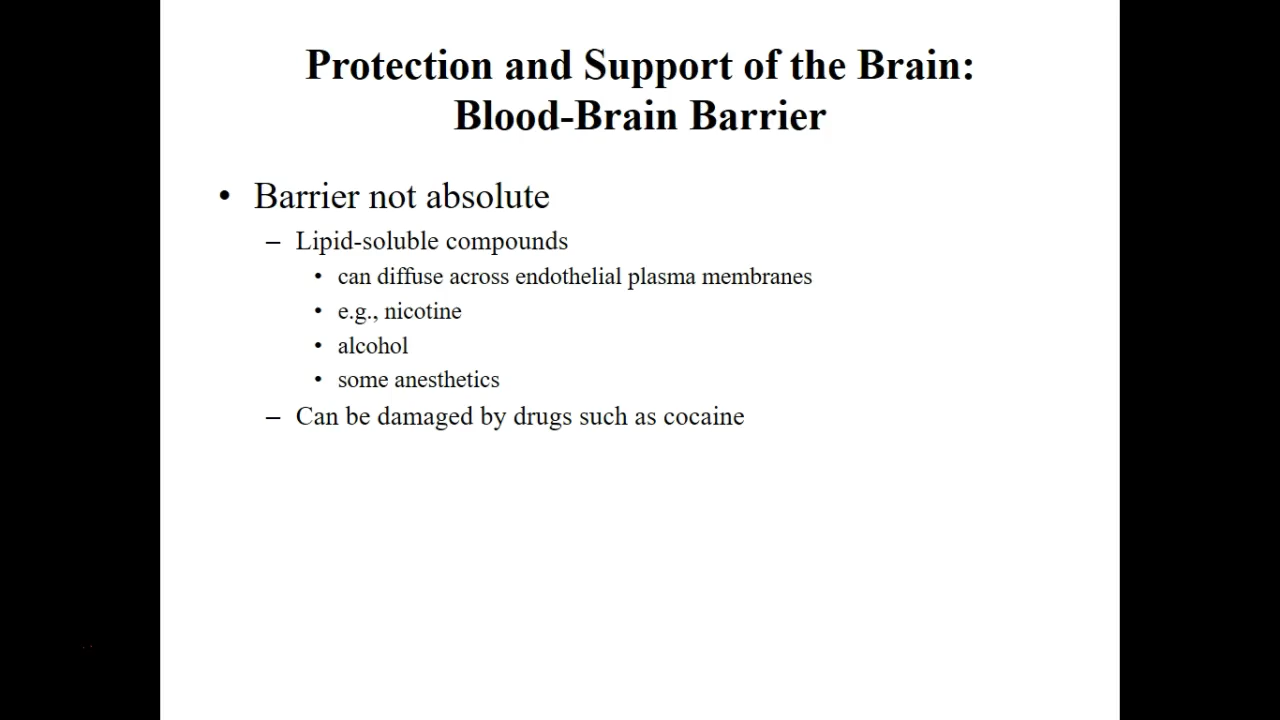 Protection and Support of the Brain:
Blood-Brain Barrier
• Barrier not absolute
– Lipid-soluble compounds
• can diffuse across endothelial plasma membranes
• e.g., nicotine
• alcohol
• some anesthetics
– Can be damaged by drugs such as cocaine